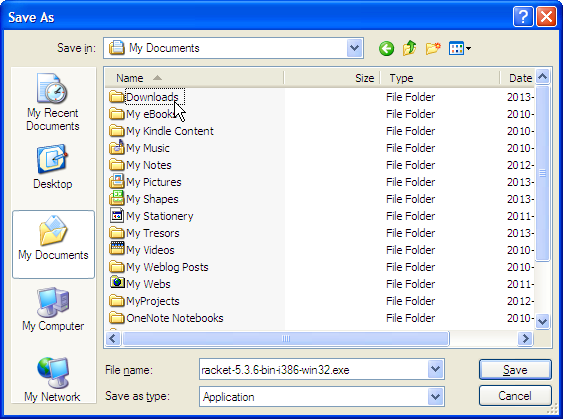 Save As
Save in: My Documents
Name Size Type Date
Downloads File Folder 2013-
My eBooks File Folder 2010-
My Kindle Content File Folder 2010-
My Music File Folder 2010-
My Notes File Folder 2012-
My Pictures File Folder 2013-
My Shapes File Folder 2013-
My Stationery File Folder 2011-
My Tresors File Folder 2013-
My Videos File Folder 2010-
My Weblog Posts File Folder 2010-
My Webs File Folder 2011-
MyProjects File Folder 2012-
OneNote Notebooks File Folder 2010-
My Recent
Documents
Desktop
My Documents
My Computer
My Network
File name: racket-5.3.6-bin-i386-win32.exe Save
Save as type: Application Cancel